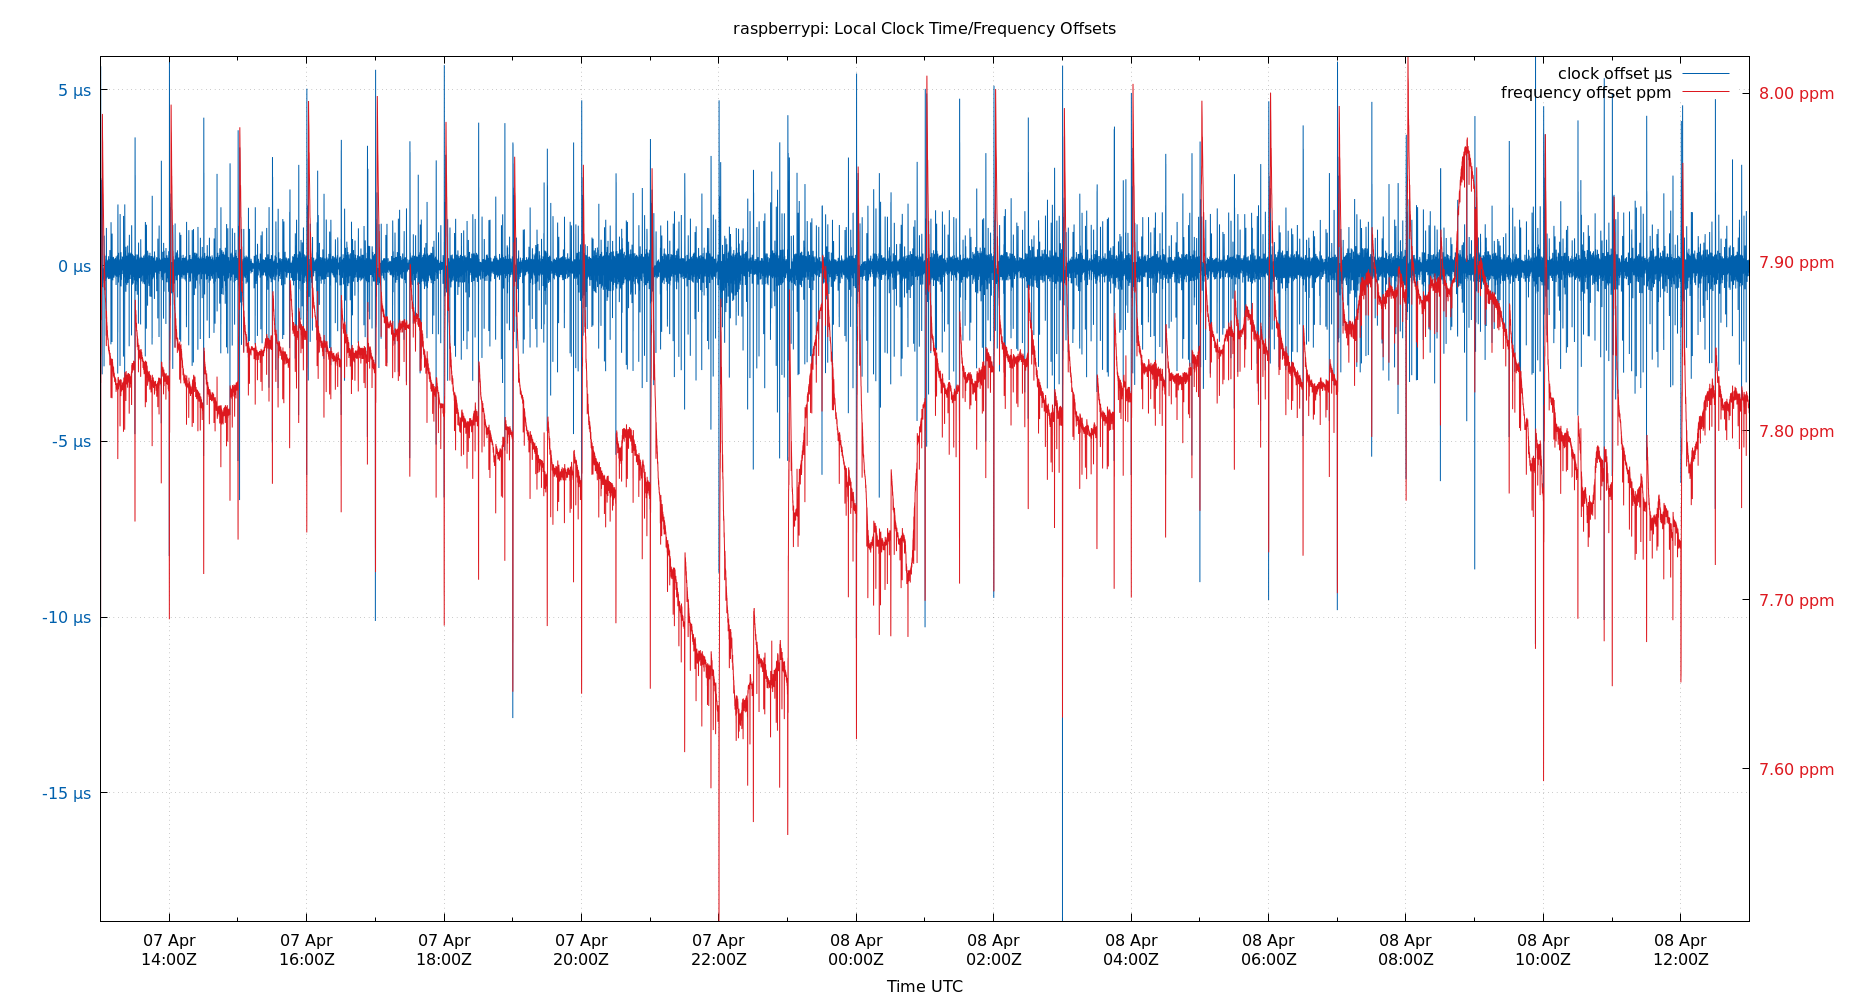 raspberrypi: Local Clock Time/Frequency Offsets
clock offset µs
frequency offset ppm
5 µs
0 µs
-5 µs
-10 µs
-15 µs
8.00 ppm
7.90 ppm
7.80 ppm
7.70 ppm
7.60 ppm
07 Apr 07 Apr 07 Apr 07 Apr 07 Apr 08 Apr 08 Apr 08 Apr 08 Apr 08 Apr 08 Apr 08 Apr
14:00Z 16:00Z 18:00Z 20:00Z 22:00Z 00:00Z 02:00Z 04:00Z 06:00Z 08:00Z 10:00Z 12:00Z
Time UTC